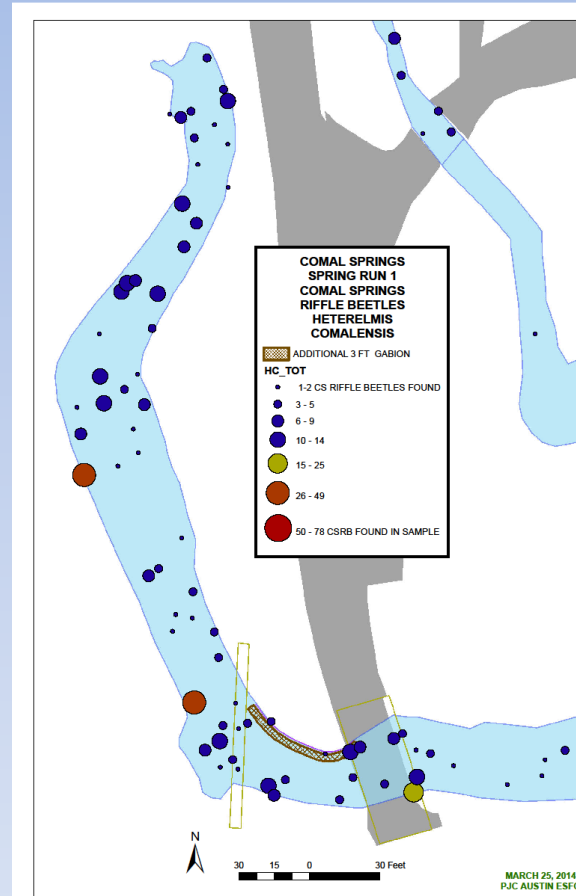 COMAL SPRINGS
SPRING RUN 1
COMAL SPRINGS
RIFFLE BEETLES
HETERELMIS
COMALENSIS
ADDITIONAL 3 FT GABION
HC_TOT
1-2 CS RIFFLE BEETLES FOUND
3 - 5
6 - 9
10 - 14
15 - 25
26 - 49
50 - 78 CSRB FOUND IN SAMPLE
N
30 15 0 30 Feet
MARCH 25, 2014
PJC AUSTIN ESFO